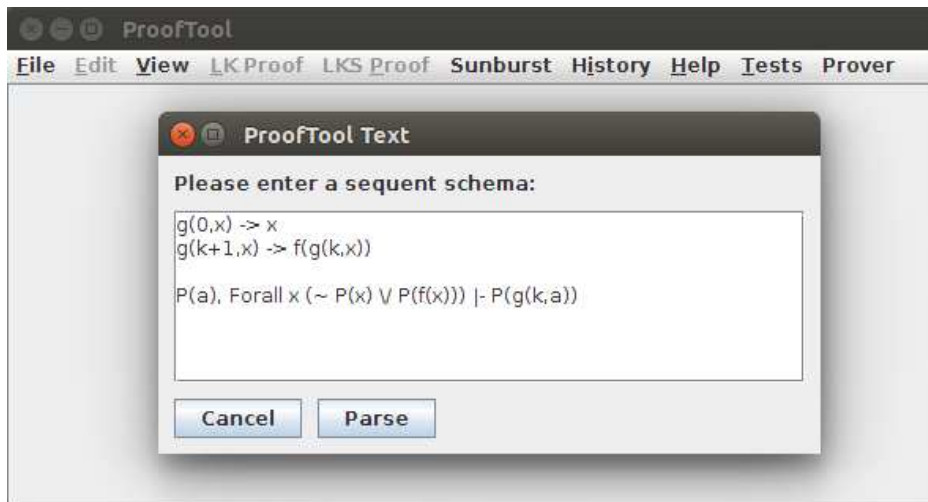 ProofTool
File Edit View LK Proof LKS Proof Sunburst History Help Tests Prover
ProofTool Text
Please enter a sequent schema:
g(0,x) -> x
g(k+1,x) -> f(g(k,x))
P(a), Forall x (~ P(x) \/ P(f(x))) |- P(g(k,a))
Cancel Parse